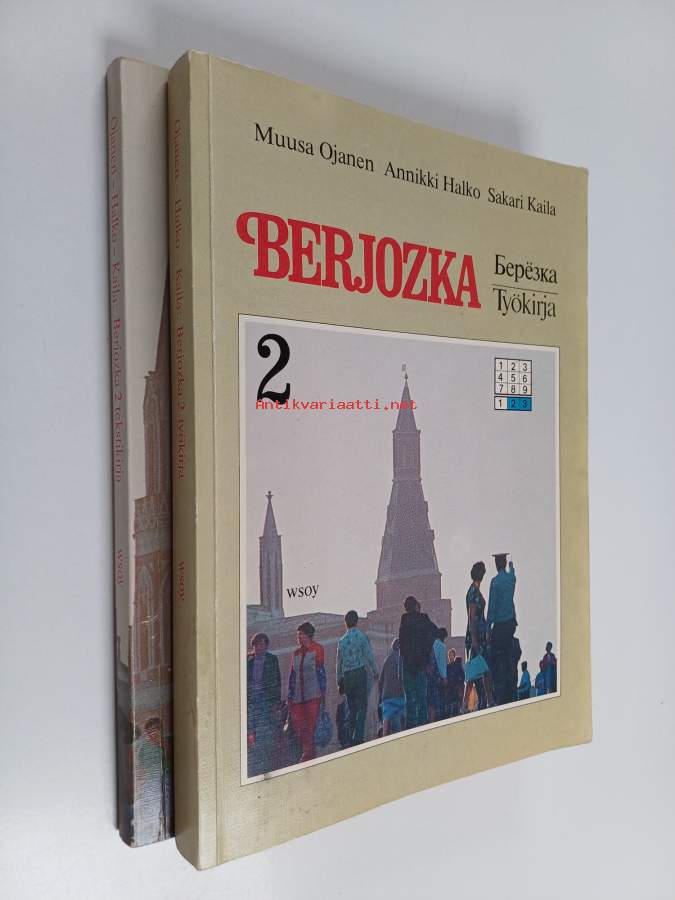 Muusa Ojanen Annikki Halko Sakari Kaila
BERJOZKA
Берёзка
Työkirja
2
1 2 3
4 5 6
7 8 9
1 2 3
Antikvariaatti.net
wsoy
Ojanen – Halko – Kaila Berjozka 2 työkirja
wsoy
Ojanen – Halko – Kaila Berjozka 2 tekstikirja
wsoy